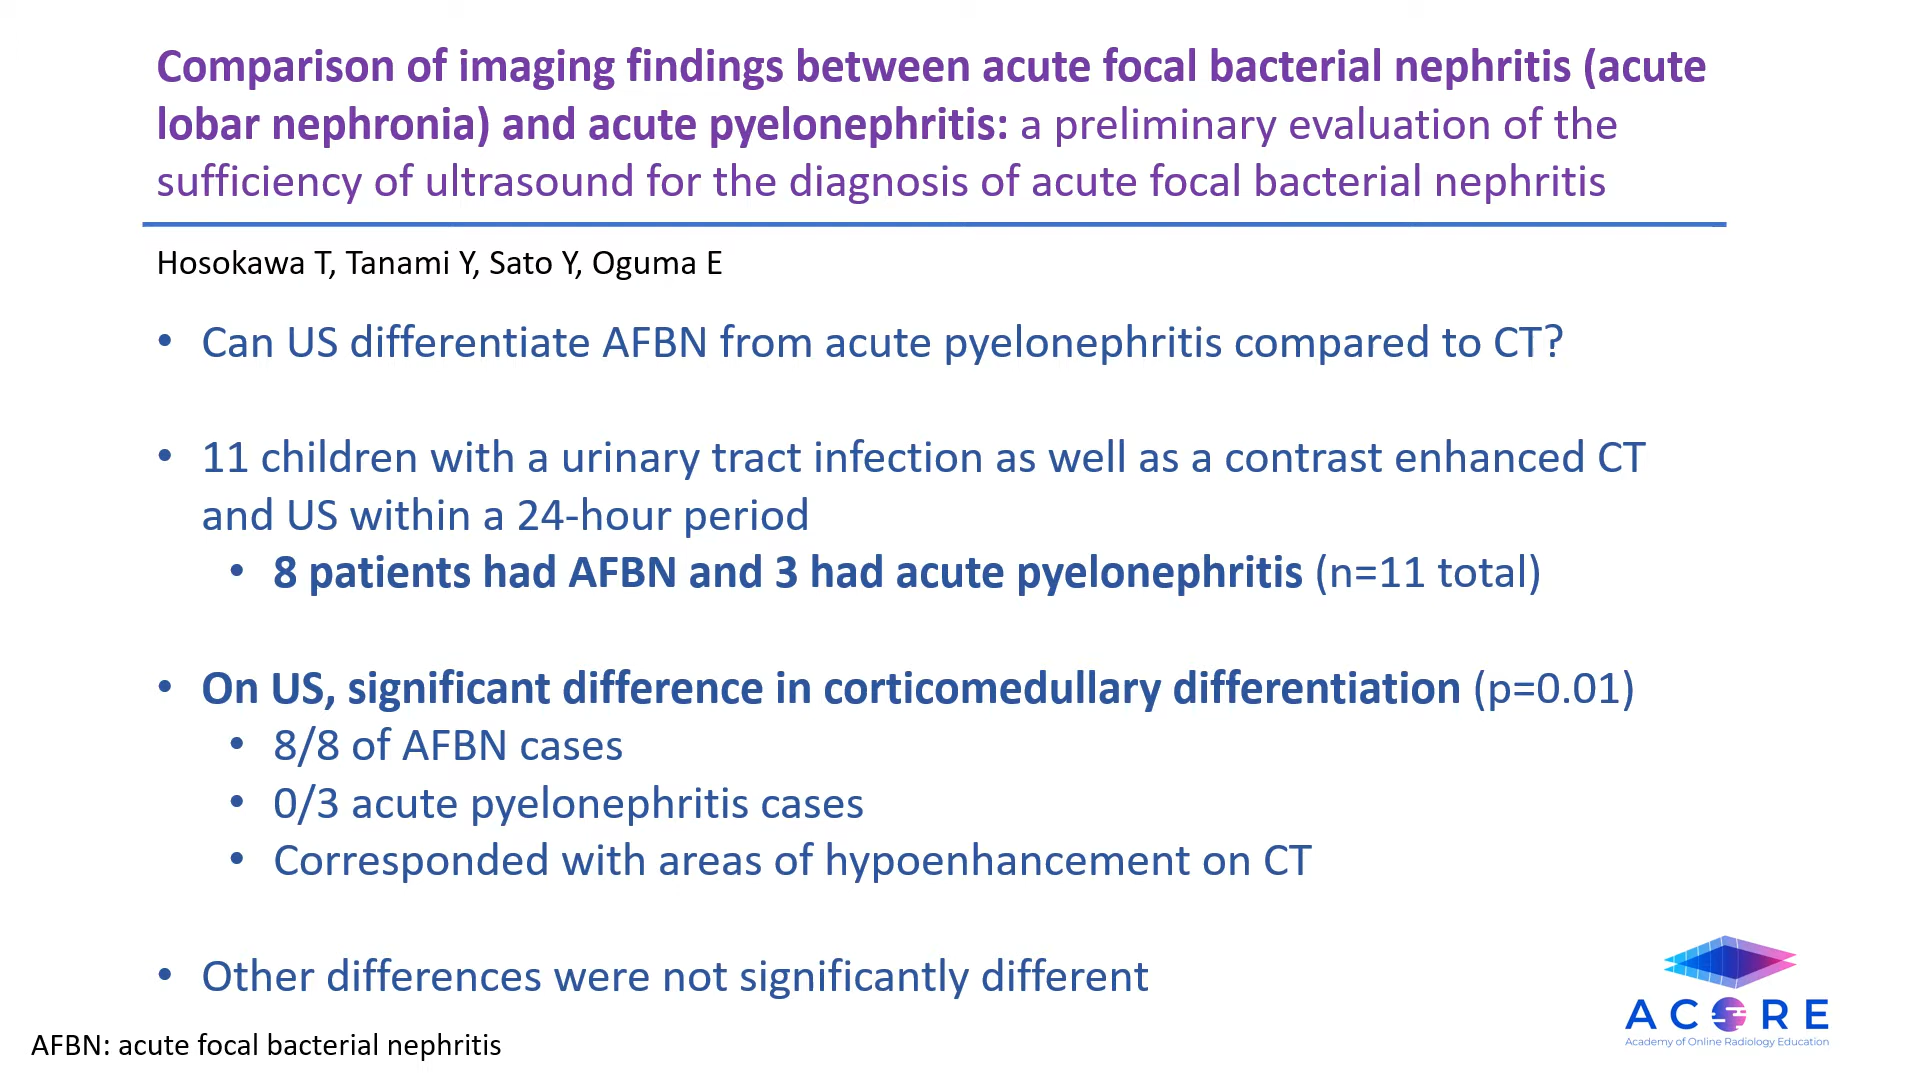 Comparison of imaging findings between acute focal bacterial nephritis (acute
lobar nephronia) and acute pyelonephritis: a preliminary evaluation of the
sufficiency of ultrasound for the diagnosis of acute focal bacterial nephritis
Hosokawa T, Tanami Y, Sato Y, Oguma E
• Can US differentiate AFBN from acute pyelonephritis compared to CT?
• 11 children with a urinary tract infection as well as a contrast enhanced CT
and US within a 24-hour period
• 8 patients had AFBN and 3 had acute pyelonephritis (n=11 total)
• On US, significant difference in corticomedullary differentiation (p=0.01)
• 8/8 of AFBN cases
• 0/3 acute pyelonephritis cases
• Corresponded with areas of hypoenhancement on CT
• Other differences were not significantly different
ACORE
Academy of Online Radiology Education
AFBN: acute focal bacterial nephritis